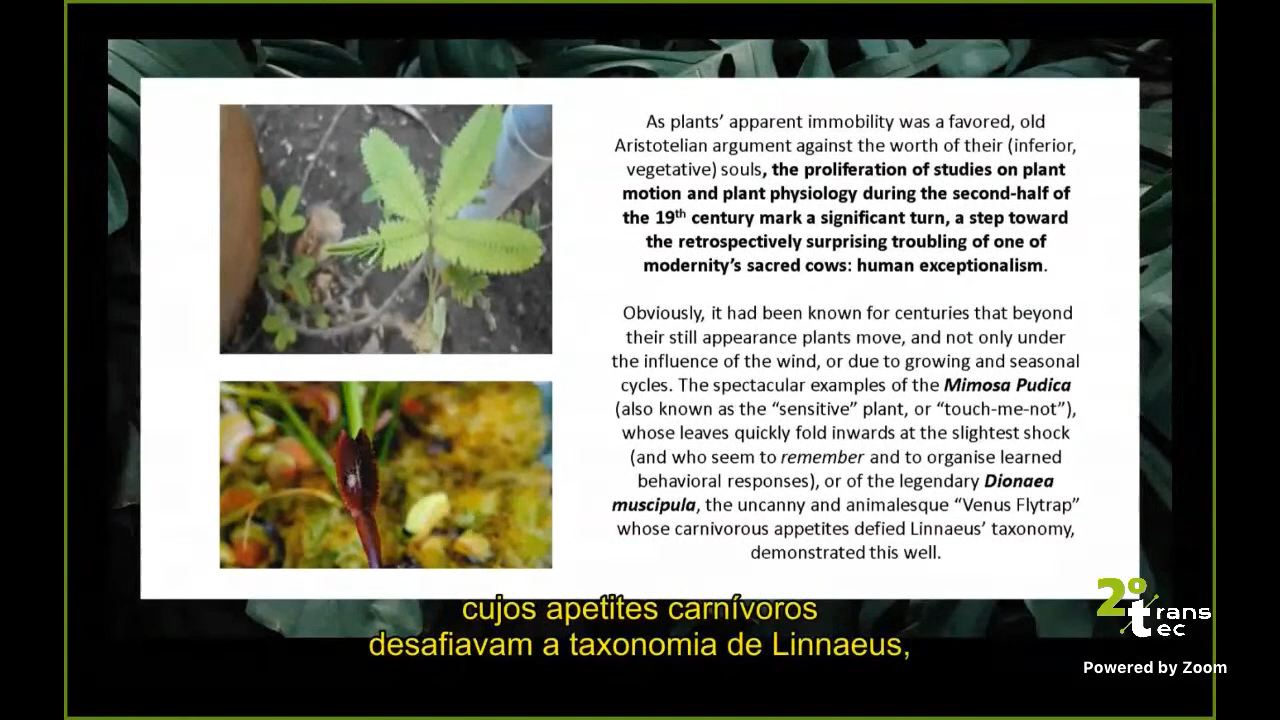 As plants’ apparent immobility was a favored, old
Aristotelian argument against the worth of their (inferior,
vegetative) souls, the proliferation of studies on plant
motion and plant physiology during the second-half of
the 19th century mark a significant turn, a step toward
the retrospectively surprising troubling of one of
modernity’s sacred cows: human exceptionalism.
Obviously, it had been known for centuries that beyond
their still appearance plants move, and not only under
the influence of the wind, or due to growing and seasonal
cycles. The spectacular examples of the Mimosa Pudica
(also known as the “sensitive” plant, or “touch-me-not”),
whose leaves quickly fold inwards at the slightest shock
(and who seem to remember and to organise learned
behavioral responses), or of the legendary Dionaea
muscipula, the uncanny and animalesque “Venus Flytrap”
whose carnivorous appetites defied Linnaeus’ taxonomy,
demonstrated this well.
cujos apetites carnívoros
desafiavam a taxonomia de Linnaeus,
2º trans
tec
Powered by Zoom